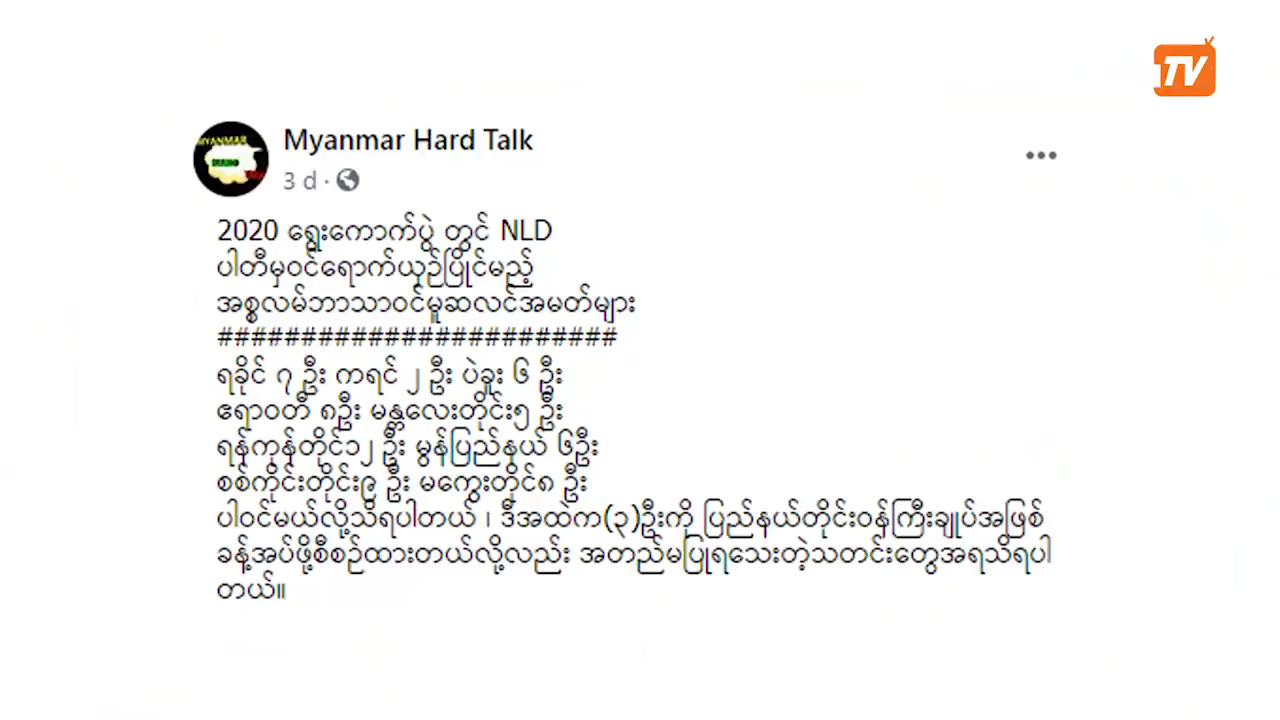 TV
Myanmar Hard Talk
3 d ·
2020 ရွေးကောက်ပွဲ တွင် NLD
ပါတီမှဝင်ရောက်ယှဉ်ပြိုင်မည့်
အစ္စလမ်ဘာသာဝင်မူဆလင်အမတ်များ
########################
ရခိုင် ၇ ဦး ကရင် ၂ ဦး ပဲခူး ၆ ဦး
ဧရာဝတီ ၈ဦး မန္တလေးတိုင်း၅ ဦး
ရန်ကုန်တိုင်၁၂ ဦး မွန်ပြည်နယ် ၆ဦး
စစ်ကိုင်းတိုင်း၉ ဦး မကွေးတိုင်၈ ဦး
ပါဝင်မယ်လို့သိရပါတယ် ၊ ဒီအထဲက(၃)ဦးကို ပြည်နယ်တိုင်းဝန်ကြီးချုပ်အဖြစ်
ခန့်အပ်ဖို့စီစဉ်ထားတယ်လို့လည်း အတည်မပြုရသေးတဲ့သတင်းတွေအရသိရပါ
တယ်။